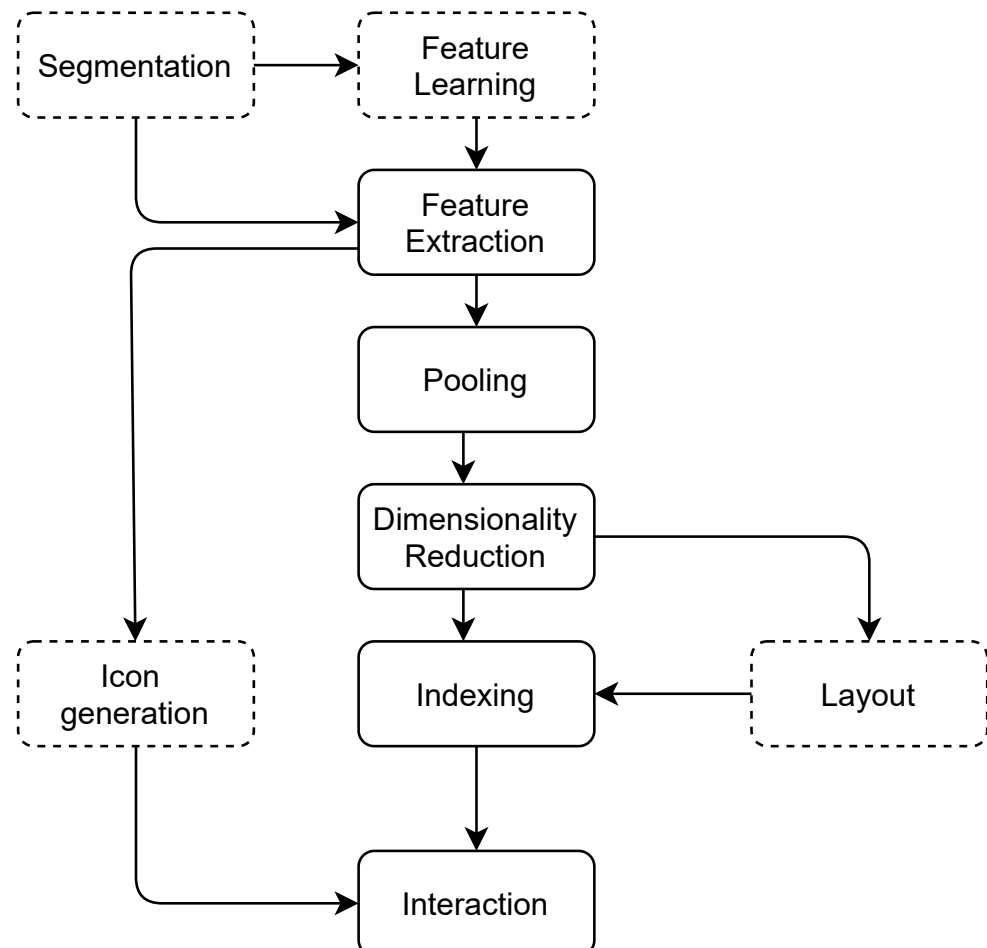 Segmentation
Feature
Learning
Feature
Extraction
Pooling
Dimensionality
Reduction
Icon
generation
Indexing
Layout
Interaction